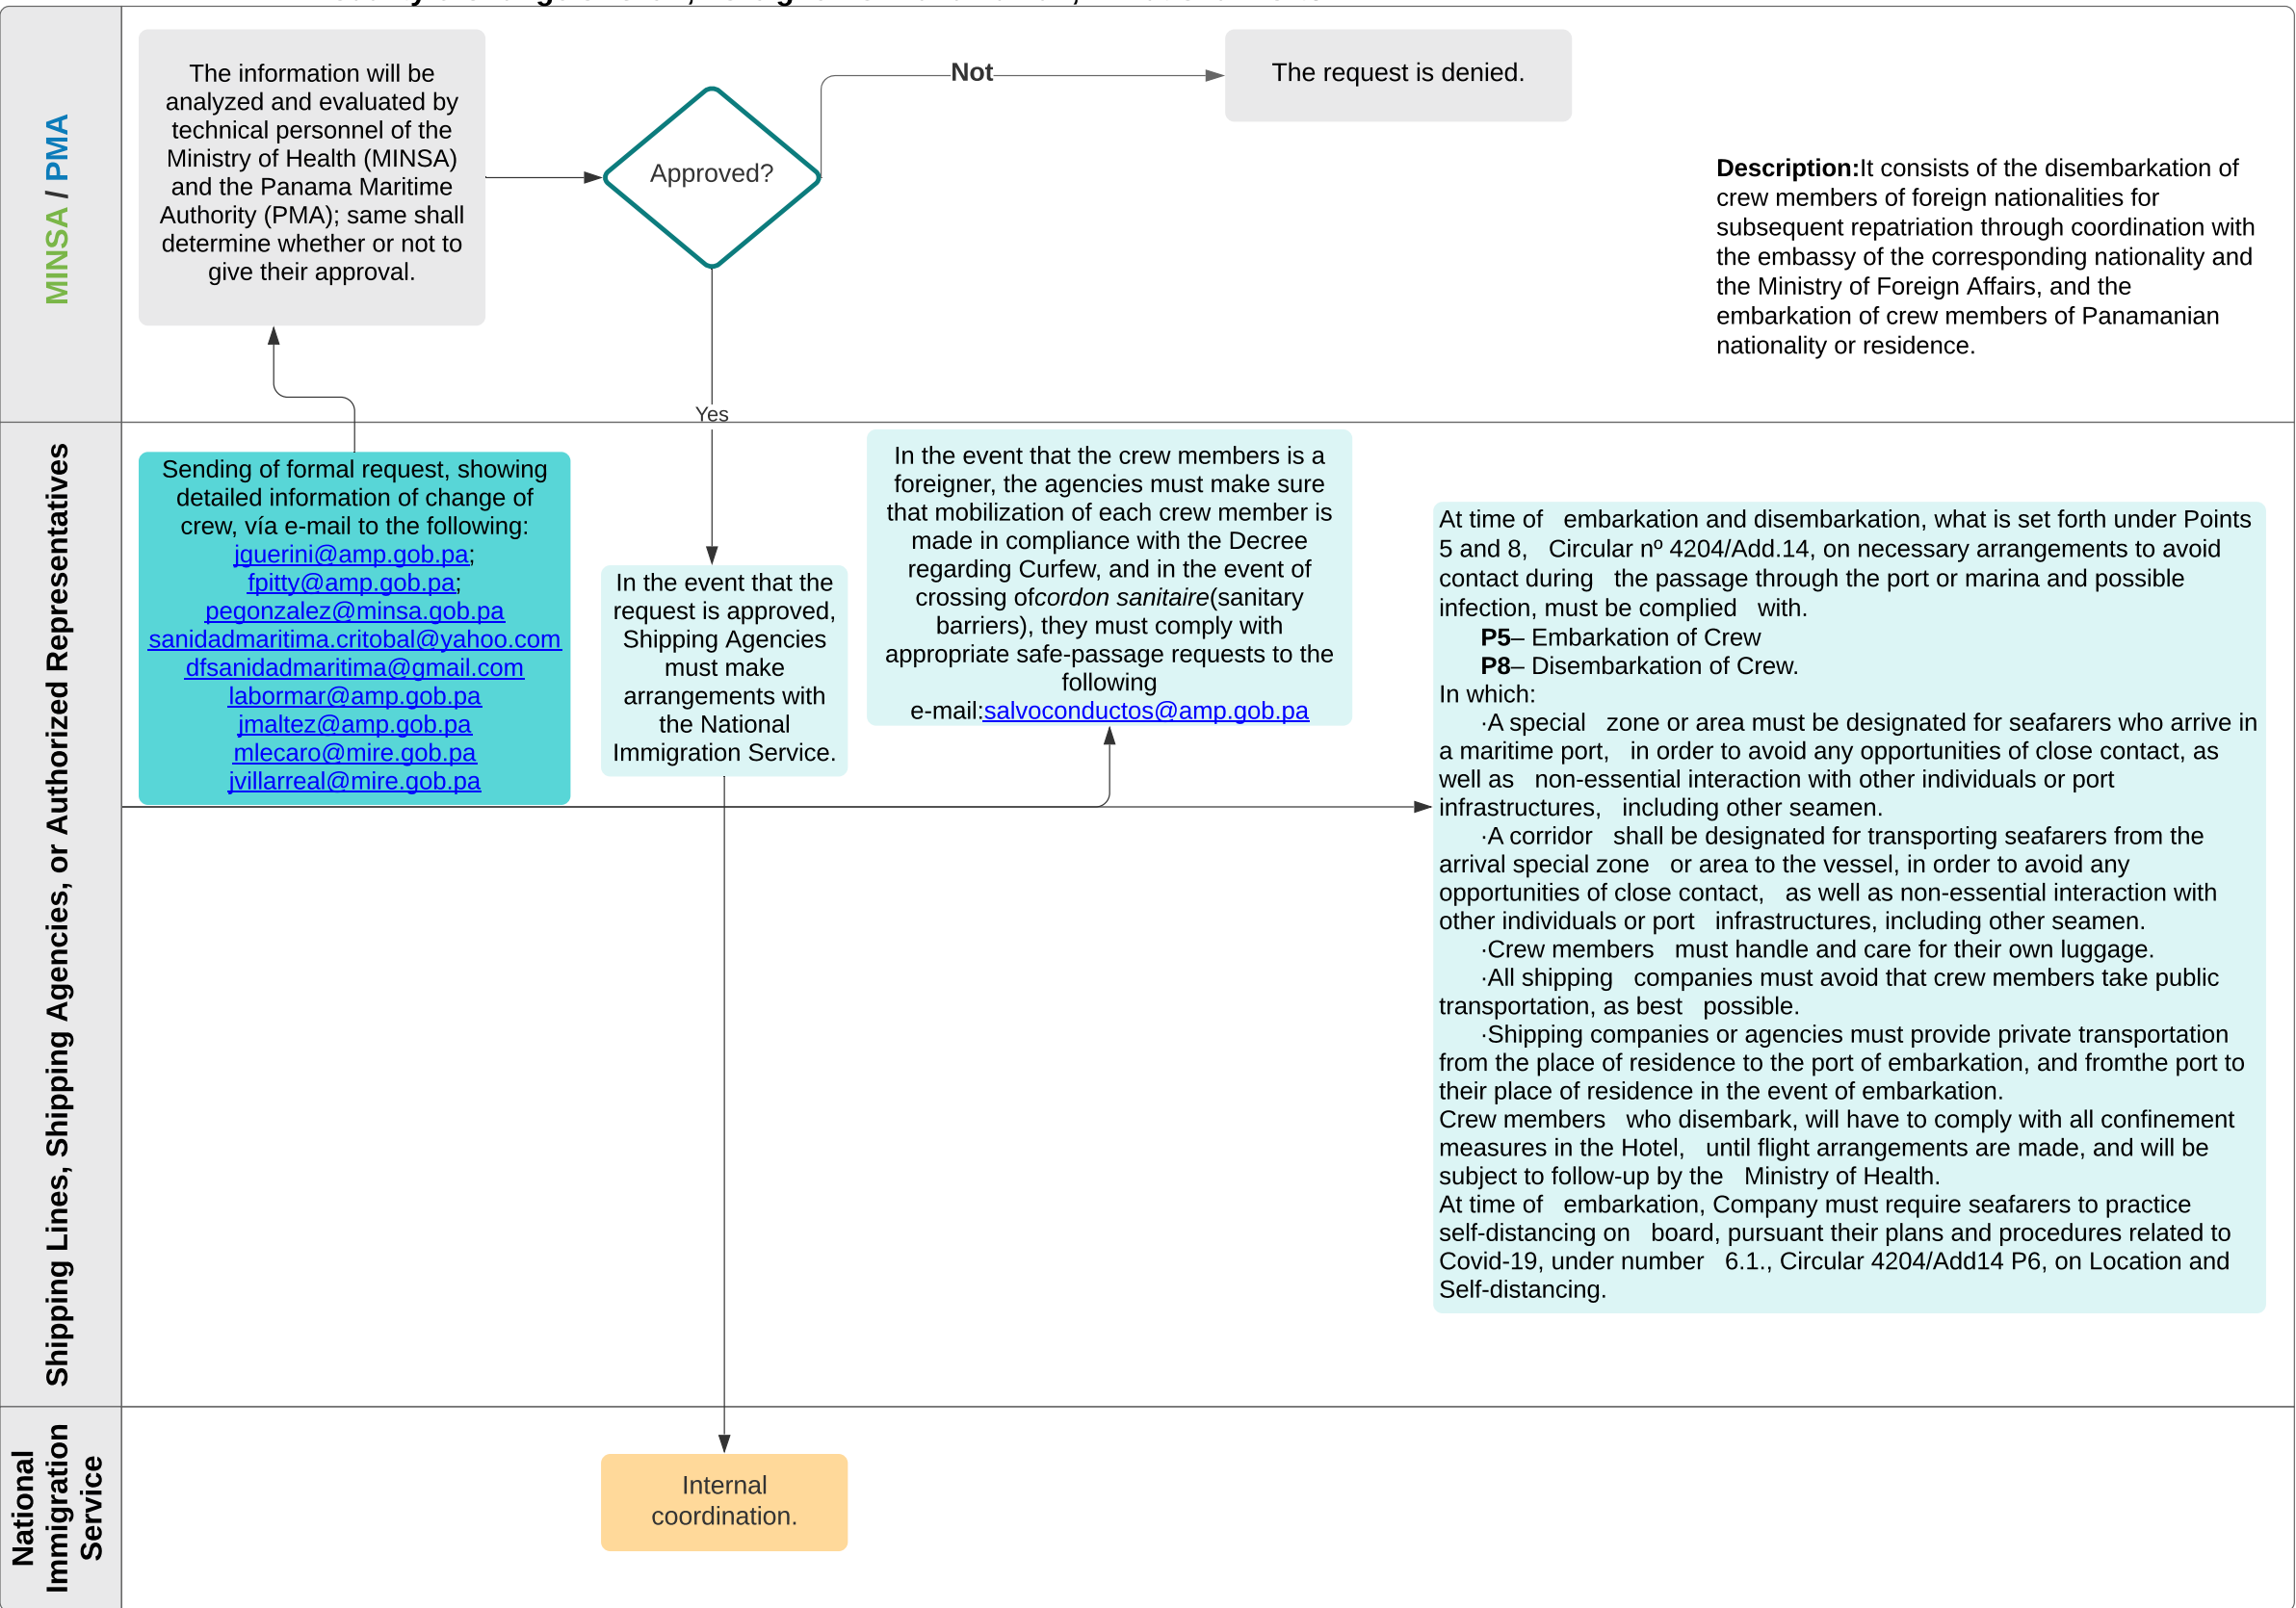 MINSA / PMA
The information will be
analyzed and evaluated by
technical personnel of the
Ministry of Health (MINSA)
and the Panama Maritime
Authority (PMA); same shall
determine whether or not to
give their approval.
Approved?
Not
The request is denied.
Description:It consists of the disembarkation of
crew members of foreign nationalities for
subsequent repatriation through coordination with
the embassy of the corresponding nationality and
the Ministry of Foreign Affairs, and the
embarkation of crew members of Panamanian
nationality or residence.
Yes
Shipping Lines, Shipping Agencies, or Authorized Representatives
Sending of formal request, showing
detailed information of change of
crew, vía e-mail to the following:
jguerini@amp.gob.pa;
fpitty@amp.gob.pa;
pegonzalez@minsa.gob.pa
sanidadmaritima.critobal@yahoo.com
dfsanidadmaritima@gmail.com
labormar@amp.gob.pa
jmaltez@amp.gob.pa
mlecaro@mire.gob.pa
jvillarreal@mire.gob.pa
In the event that the
request is approved,
Shipping Agencies
must make
arrangements with
the National
Immigration Service.
In the event that the crew members is a
foreigner, the agencies must make sure
that mobilization of each crew member is
made in compliance with the Decree
regarding Curfew, and in the event of
crossing ofcordon sanitaire(sanitary
barriers), they must comply with
appropriate safe-passage requests to the
following
e-mail:salvoconductos@amp.gob.pa
At time of embarkation and disembarkation, what is set forth under Points
5 and 8, Circular nº 4204/Add.14, on necessary arrangements to avoid
contact during the passage through the port or marina and possible
infection, must be complied with.
P5– Embarkation of Crew
P8– Disembarkation of Crew.
In which:
·A special zone or area must be designated for seafarers who arrive in
a maritime port, in order to avoid any opportunities of close contact, as
well as non-essential interaction with other individuals or port
infrastructures, including other seamen.
·A corridor shall be designated for transporting seafarers from the
arrival special zone or area to the vessel, in order to avoid any
opportunities of close contact, as well as non-essential interaction with
other individuals or port infrastructures, including other seamen.
·Crew members must handle and care for their own luggage.
·All shipping companies must avoid that crew members take public
transportation, as best possible.
·Shipping companies or agencies must provide private transportation
from the place of residence to the port of embarkation, and fromthe port to
their place of residence in the event of embarkation.
Crew members who disembark, will have to comply with all confinement
measures in the Hotel, until flight arrangements are made, and will be
subject to follow-up by the Ministry of Health.
At time of embarkation, Company must require seafarers to practice
self-distancing on board, pursuant their plans and procedures related to
Covid-19, under number 6.1., Circular 4204/Add14 P6, on Location and
Self-distancing.
National
Immigration
Service
Internal
coordination.